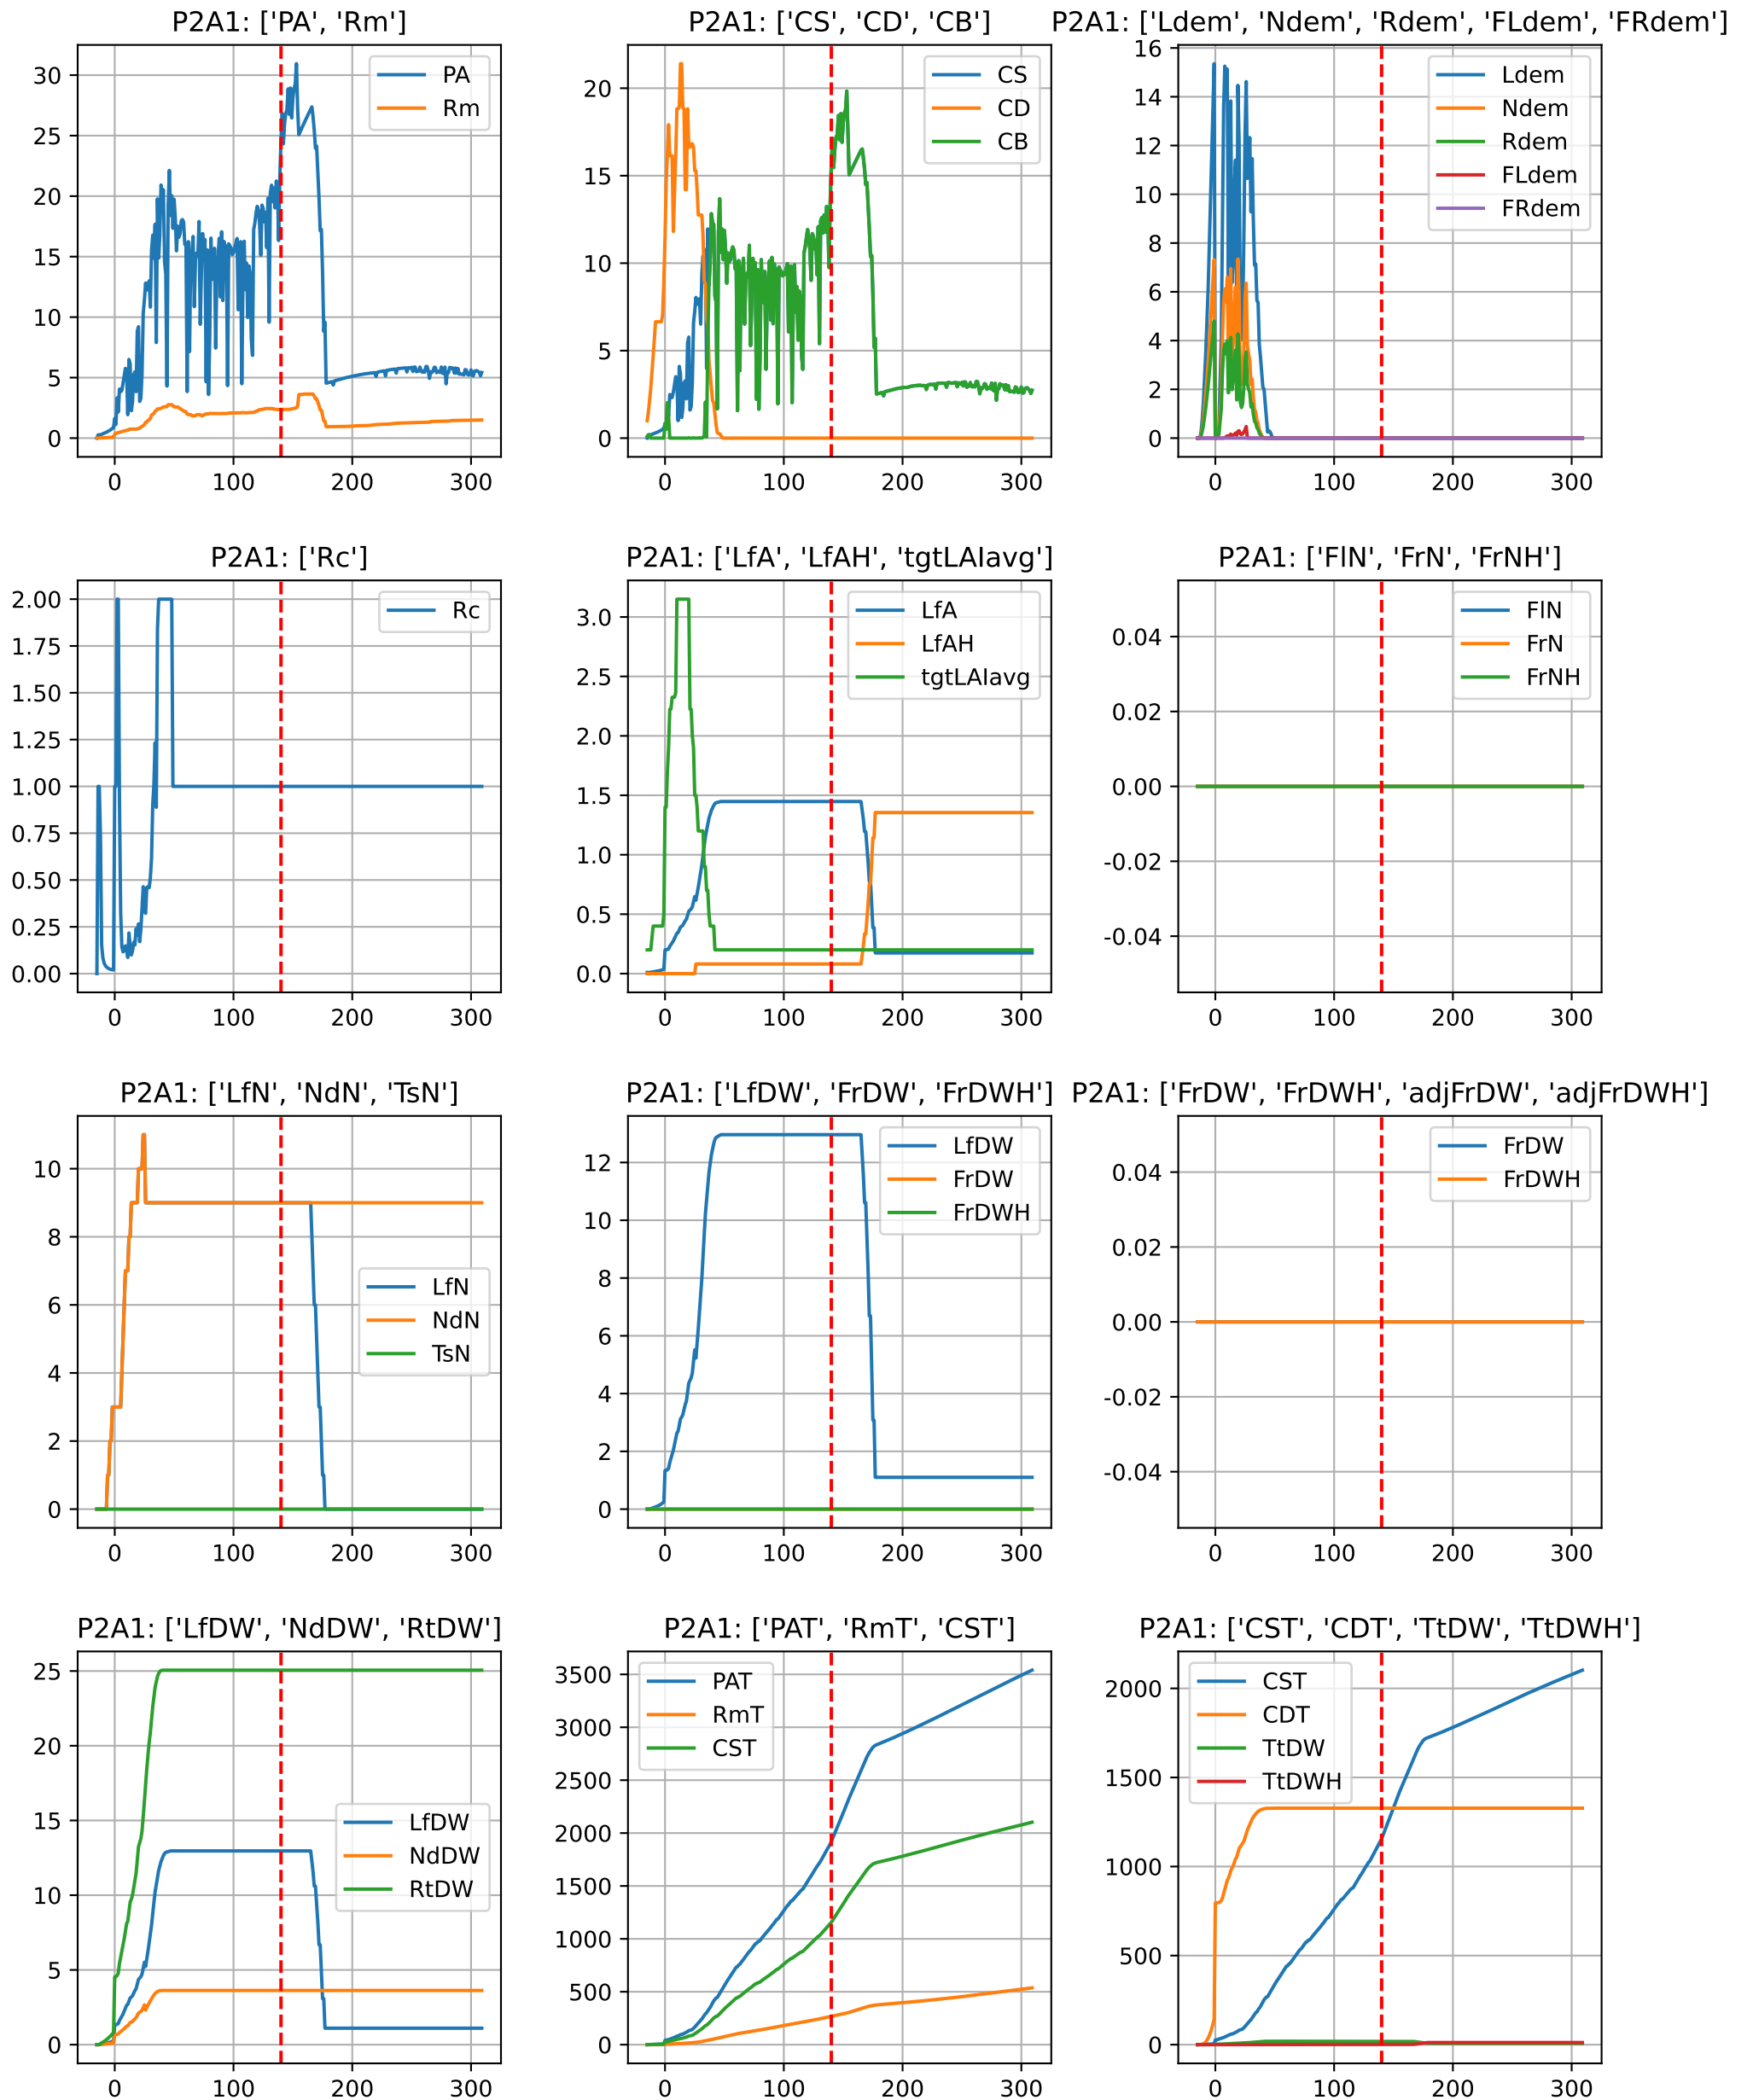 P2A1: ['PA', 'Rm']
30
25
20
15
10
5
0
0 100 200 300
PA
Rm
P2A1: ['CS', 'CD', 'CB']
20
15
10
5
0
0 100 200 300
CS
CD
CB
P2A1: ['Ldem', 'Ndem', 'Rdem', 'FLdem', 'FRdem']
16
14
12
10
8
6
4
2
0
0 100 200 300
Ldem
Ndem
Rdem
FLdem
FRdem
P2A1: ['Rc']
2.00
1.75
1.50
1.25
1.00
0.75
0.50
0.25
0.00
0 100 200 300
Rc
P2A1: ['LfA', 'LfAH', 'tgtLAIavg']
3.0
2.5
2.0
1.5
1.0
0.5
0.0
0 100 200 300
LfA
LfAH
tgtLAIavg
P2A1: ['FlN', 'FrN', 'FrNH']
0.04
0.02
0.00
-0.02
-0.04
0 100 200 300
FlN
FrN
FrNH
P2A1: ['LfN', 'NdN', 'TsN']
10
8
6
4
2
0
0 100 200 300
LfN
NdN
TsN
P2A1: ['LfDW', 'FrDW', 'FrDWH']
12
10
8
6
4
2
0
0 100 200 300
LfDW
FrDW
FrDWH
P2A1: ['FrDW', 'FrDWH', 'adjFrDW', 'adjFrDWH']
0.04
0.02
0.00
-0.02
-0.04
0 100 200 300
FrDW
FrDWH
P2A1: ['LfDW', 'NdDW', 'RtDW']
25
20
15
10
5
0
0 100 200 300
LfDW
NdDW
RtDW
P2A1: ['PAT', 'RmT', 'CST']
3500
3000
2500
2000
1500
1000
500
0
0 100 200 300
PAT
RmT
CST
P2A1: ['CST', 'CDT', 'TtDW', 'TtDWH']
2000
1500
1000
500
0
0 100 200 300
CST
CDT
TtDW
TtDWH